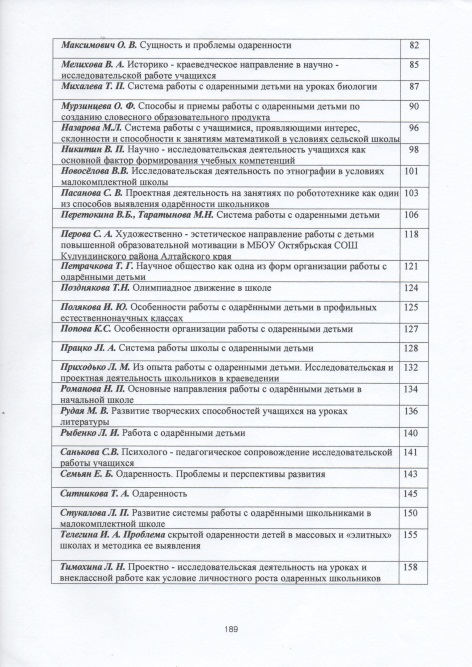 Максимович О. В. Сущность и проблемы одаренности 82
Мелихова В. А. Историко - краеведческое направление в научно - 85
исследовательской работе учащихся
Михалева Т. П. Система работы с одаренными детьми на уроках биологии 87
Мурзинцева О. Ф. Способы и приемы работы с одаренными детьми по 90
созданию словесного образовательного продукта
Назарова М.Л. Система работы с учащимися, проявляющими интерес, 96
склонности и способности к занятиям математикой в условиях сельской школы
Никитин В. П. Научно - исследовательская деятельность учащихся как 98
основной фактор формирования учебных компетенций
Новосёлова В.В. Исследовательская деятельность по этнографии в условиях 101
малокомплектной школы
Пасанова С. В. Проектная деятельность на занятиях по робототехнике как один 103
из способов выявления одарённости школьников
Перетокина В.Б., Таратынова М.Н. Система работы с одаренными детьми 106
Перова С. А. Художественно - эстетическое направление работы с детьми 118
повышенной образовательной мотивации в МБОУ Октябрьская СОШ
Кулундинского района Алтайского края
Петрачкова Т. Г. Научное общество как одна из форм организации работы с 121
одарёнными детьми
Позднякова Т.Н. Олимпиадное движение в школе 124
Полякова И. Ю. Особенности работы с одаренными детьми в профильных 125
естественнонаучных классах
Попова К.С. Особенности организации работы с одаренными детьми 127
Працко Л. А. Система работы школы с одаренными детьми 128
Приходько Л. М. Из опыта работы с одаренными детьми. Исследовательская и 132
проектная деятельность школьников в краеведении
Романова Н. П. Основные направления работы с одаренными детьми в 134
начальной школе
Рудая М. В. Развитие творческих способностей учащихся на уроках 136
литературы
Рыбенко Л. И. Работа с одарёнными детьми 140
Санькова С.В. Психолого - педагогическое сопровождение исследовательской 141
работы учащихся
Семьян Е. Б. Одаренность. Проблемы и перспективы развития 143
Ситникова Т. А. Одаренность 145
Стукалова Л. П. Развитие системы работы с одарёнными школьниками в 150
малокомплектной школе
Телегина И. А. Проблема скрытой одаренности детей в массовых и «элитных» 155
школах и методика ее выявления
Тимохина Л. Н. Проектно - исследовательская деятельность на уроках и 158
внеклассной работе как условие личностного роста одаренных школьников
189